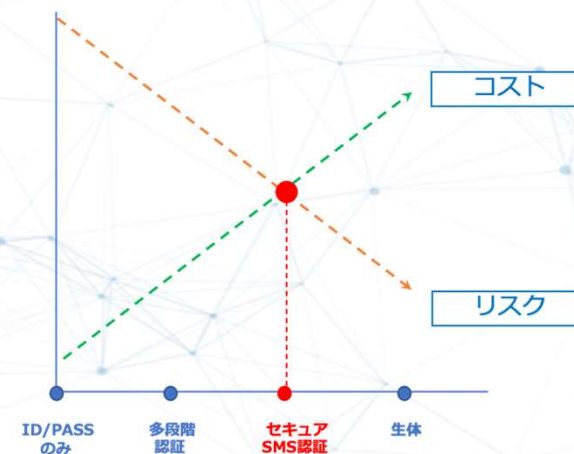 コスト
リスク
ID/PASS
のみ
多段階
認証
セキュア
SMS認証
生体